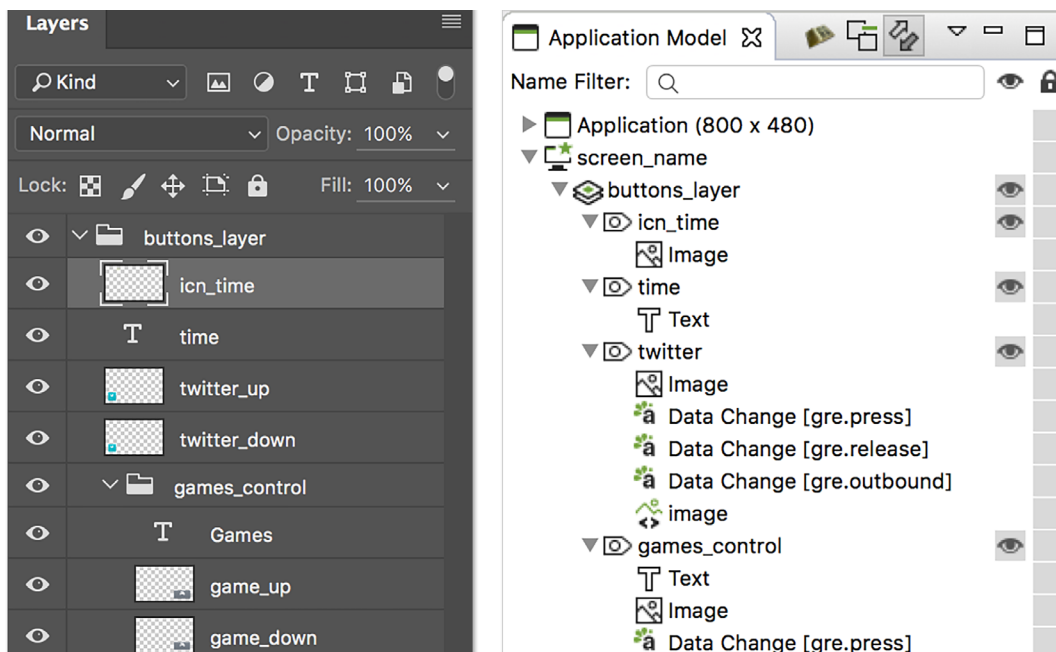 Layers
Kind
Normal
Opacity: 100%
Lock:
Fill: 100%
buttons_layer
icn_time
time
twitter_up
twitter_down
games_control
Games
game_up
game_down
Application Model
Name Filter:
Application (800 x 480)
screen_name
buttons_layer
icn_time
Image
time
Text
twitter
Image
Data Change [gre.press]
Data Change [gre.release]
Data Change [gre.outbound]
image
games_control
Text
Image
Data Change [gre.press]